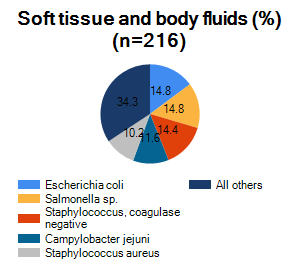 Soft tissue and body fluids (%)
(n=216)
14.8
14.8
14.4
11.6
10.2
34.3
Escherichia coli
Salmonella sp.
Staphylococcus, coagulase
negative
Campylobacter jejuni
Staphylococcus aureus
All others